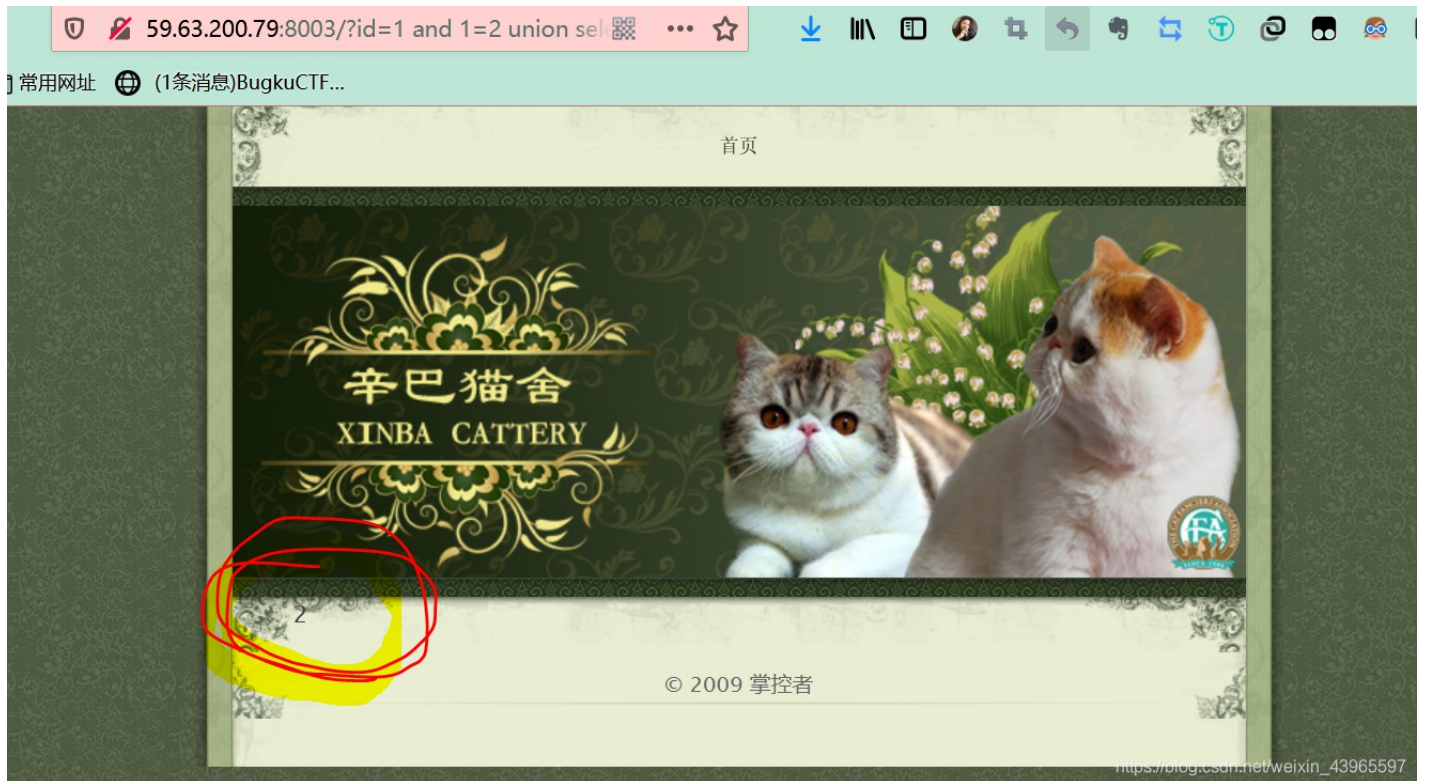 59.63.200.79:8003/?id=1 and 1=2 union sel
常用网址 (1条消息)BugkuCTF...
首页
辛巴猫舍
XINBA CATTERY
2
© 2009 掌控者
https://blog.csdn.net/weixin_43965597